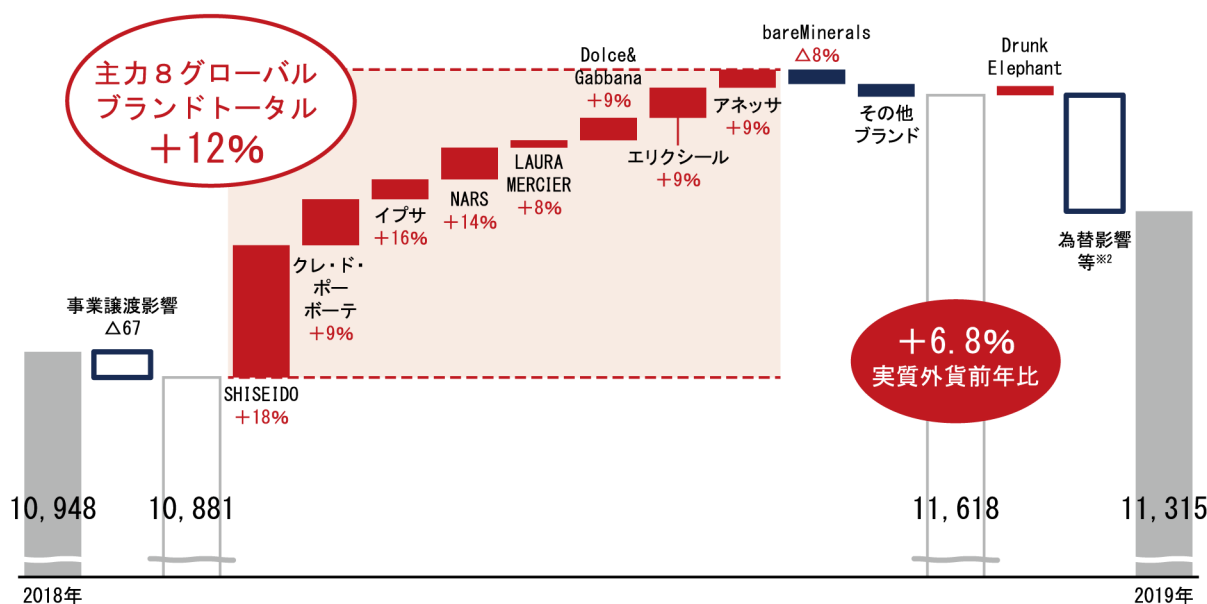 主力８グローバル
ブランドトータル
＋12%
事業譲渡影響
△67
SHISEIDO
＋18%
クレ・ド・
ポー
ボーテ
＋9%
イプサ
＋16%
NARS
＋14%
LAURA
MERCIER
＋8%
Dolce&
Gabbana
＋9%
エリクシール
＋9%
アネッサ
＋9%
bareMinerals
△8%
その他
ブランド
Drunk
Elephant
為替影響
等※2
＋6.8%
実質外貨前年比
10,948
10,881
11,618
11,315
2018年
2019年